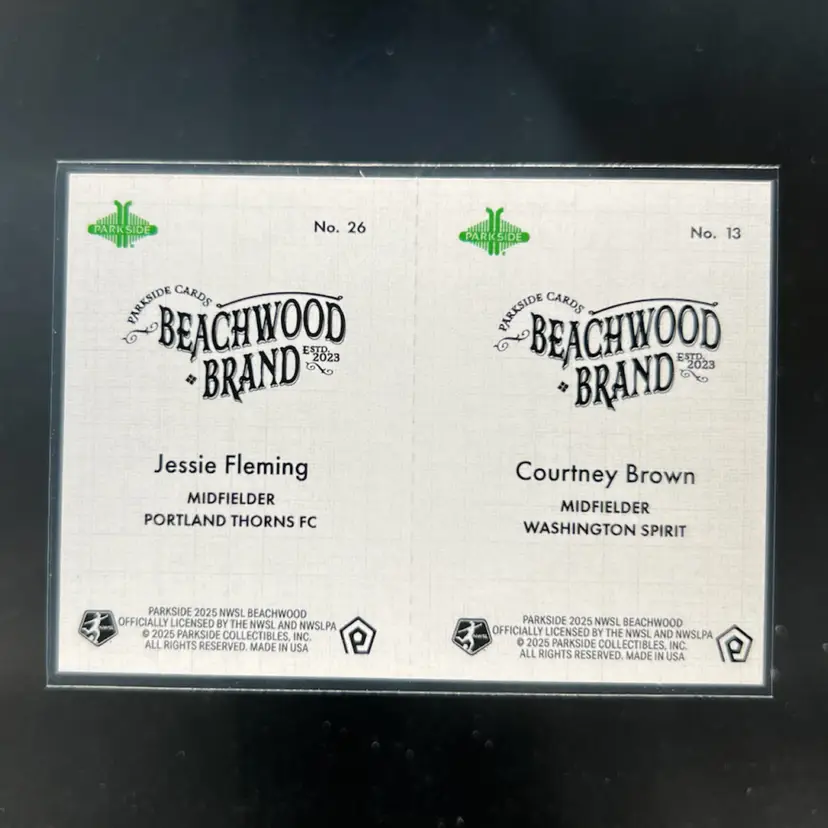 PARKSIDE
No. 26
PARKSIDE CARDS
BEACHWOOD
ESTD.
2023
BRAND
Jessie Fleming
MIDFIELDER
PORTLAND THORNS FC
PARKSIDE 2025 NWSL BEACHWOOD
OFFICIALLY LICENSED BY THE NWSL AND NWSLPA
© 2025 PARKSIDE COLLECTIBLES, INC.
ALL RIGHTS RESERVED. MADE IN USA
NWSL
PARKSIDE
No. 13
PARKSIDE CARDS
BEACHWOOD
ESTD.
2023
BRAND
Courtney Brown
MIDFIELDER
WASHINGTON SPIRIT
PARKSIDE 2025 NWSL BEACHWOOD
OFFICIALLY LICENSED BY THE NWSL AND NWSLPA
© 2025 PARKSIDE COLLECTIBLES, INC.
ALL RIGHTS RESERVED. MADE IN USA
NWSL